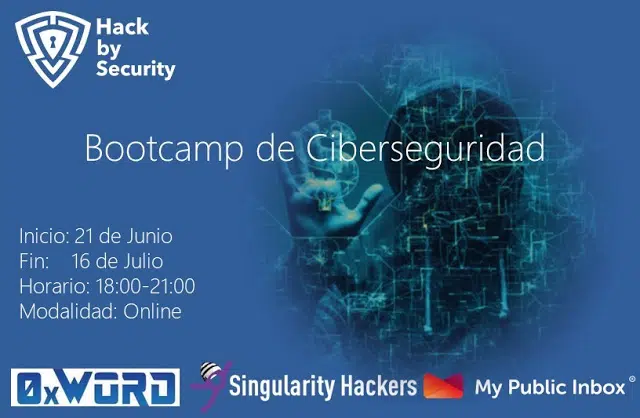 Hack
by
Security
Bootcamp de Ciberseguridad
Inicio: 21 de Junio
Fin: 16 de Julio
Horario: 18:00-21:00
Modalidad: Online
0xWORD
Singularity Hackers
My Public Inbox®